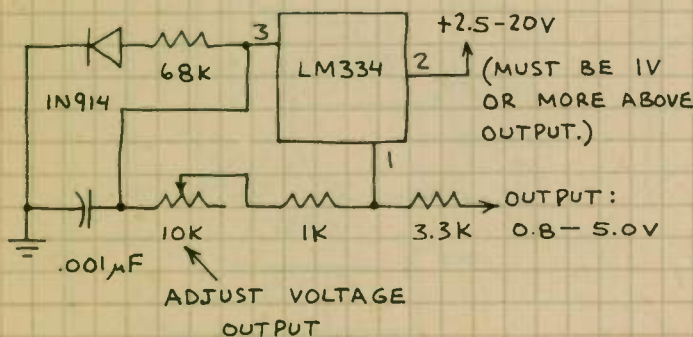 +2.5-20V
3
LM334
2
68K
(MUST BE 1V
OR MORE ABOVE
OUTPUT.)
1N914
1
OUTPUT:
0.8 - 5.0V
10K
1K
3.3K
.001µF
ADJUST VOLTAGE
OUTPUT